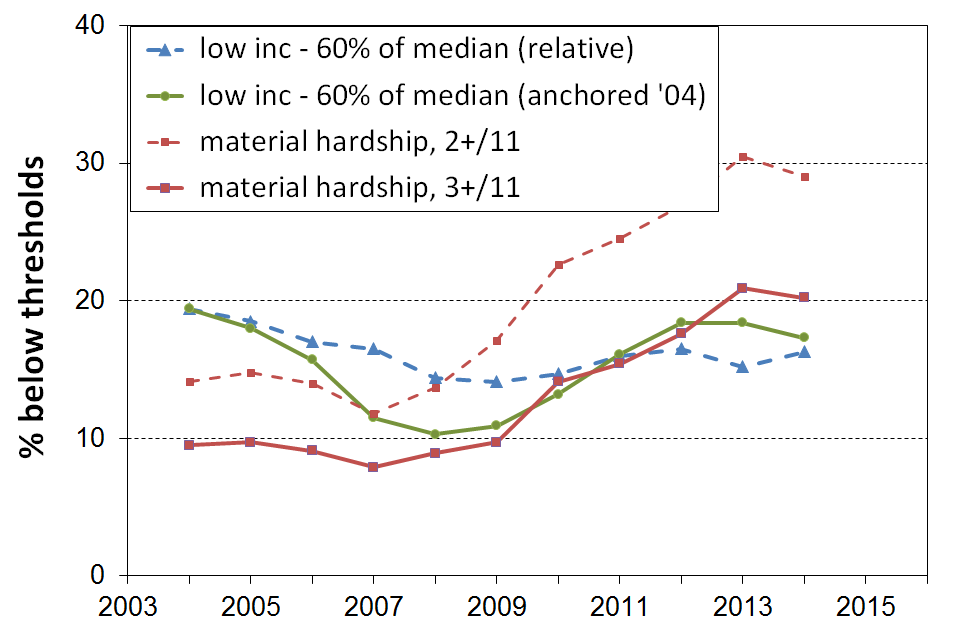 40
low inc - 60% of median (relative)
low inc - 60% of median (anchored '04)
material hardship, 2+/11
material hardship, 3+/11
30
% below thresholds
20
10
0
2003 2005 2007 2009 2011 2013 2015